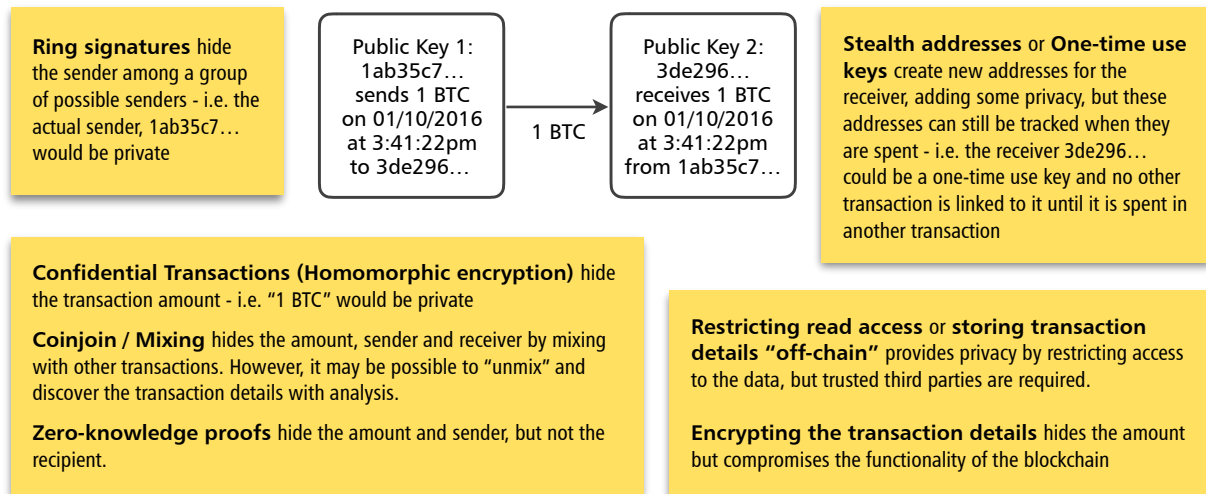 Ring signatures hide
the sender among a group
of possible senders - i.e. the
actual sender, 1ab35c7…
would be private
Public Key 1:
1ab35c7…
sends 1 BTC
on 01/10/2016
at 3:41:22pm
to 3de296…
1 BTC
Public Key 2:
3de296…
receives 1 BTC
on 01/10/2016
at 3:41:22pm
from 1ab35c7…
Stealth addresses or One-time use
keys create new addresses for the
receiver, adding some privacy, but these
addresses can still be tracked when they
are spent - i.e. the receiver 3de296…
could be a one-time use key and no other
transaction is linked to it until it is spent in
another transaction
Confidential Transactions (Homomorphic encryption) hide
the transaction amount - i.e. “1 BTC” would be private
Coinjoin / Mixing hides the amount, sender and receiver by mixing
with other transactions. However, it may be possible to “unmix” and
discover the transaction details with analysis.
Zero-knowledge proofs hide the amount and sender, but not the
recipient.
Restricting read access or storing transaction
details “off-chain” provides privacy by restricting access
to the data, but trusted third parties are required.
Encrypting the transaction details hides the amount
but compromises the functionality of the blockchain